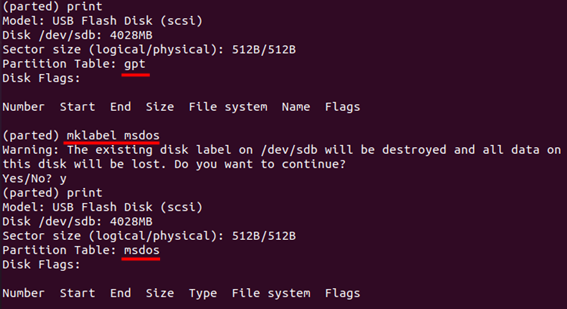 (parted) print
Model: USB Flash Disk (scsi)
Disk /dev/sdb: 4028MB
Sector size (logical/physical): 512B/512B
Partition Table: gpt
Disk Flags:
Number  Start  End  Size  File system  Name  Flags
(parted) mklabel msdos
Warning: The existing disk label on /dev/sdb will be destroyed and all data on
this disk will be lost. Do you want to continue?
Yes/No? y
(parted) print
Model: USB Flash Disk (scsi)
Disk /dev/sdb: 4028MB
Sector size (logical/physical): 512B/512B
Partition Table: msdos
Disk Flags:
Number  Start  End  Size  Type  File system  Flags